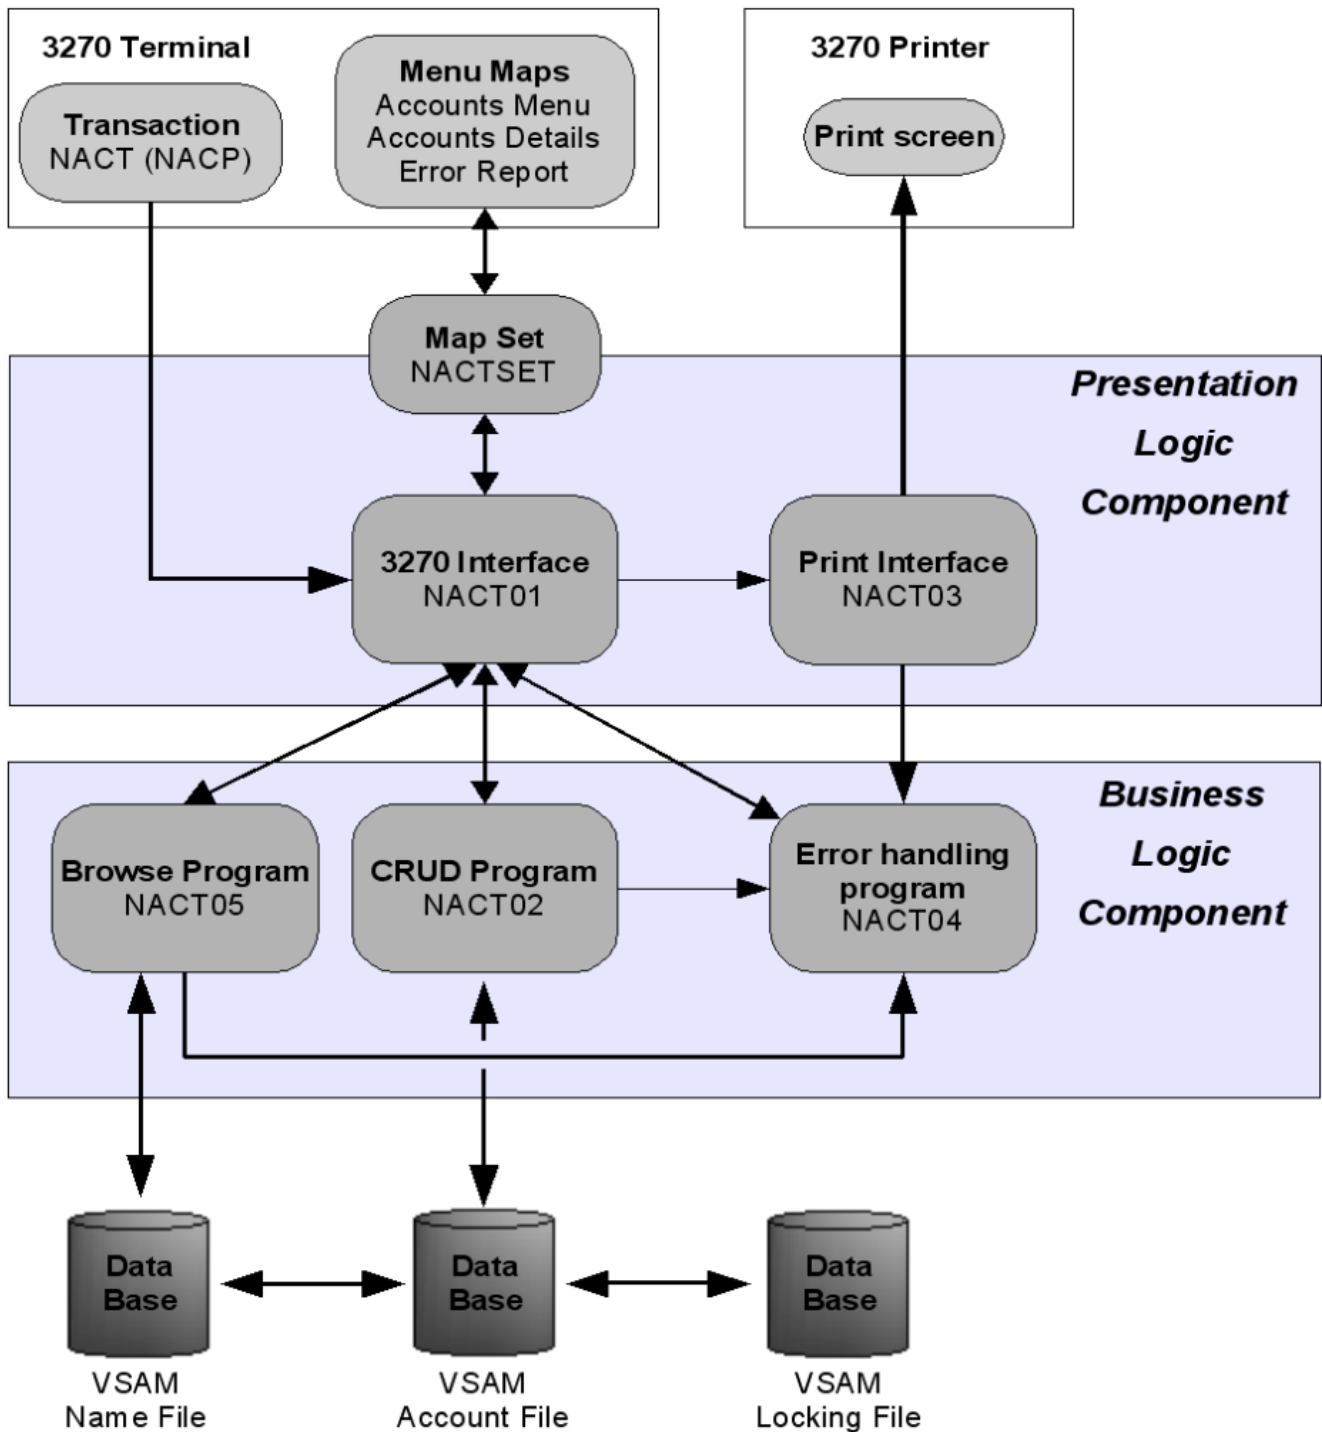 3270 Terminal
Transaction
NACT (NACP)
Menu Maps
Accounts Menu
Accounts Details
Error Report
3270 Printer
Print screen
Map Set
NACTSET
Presentation
Logic
Component
3270 Interface
NACT01
Print Interface
NACT03
Business
Logic
Component
Browse Program
NACT05
CRUD Program
NACT02
Error handling
program
NACT04
Data
Base
VSAM
Name File
Data
Base
VSAM
Account File
Data
Base
VSAM
Locking File